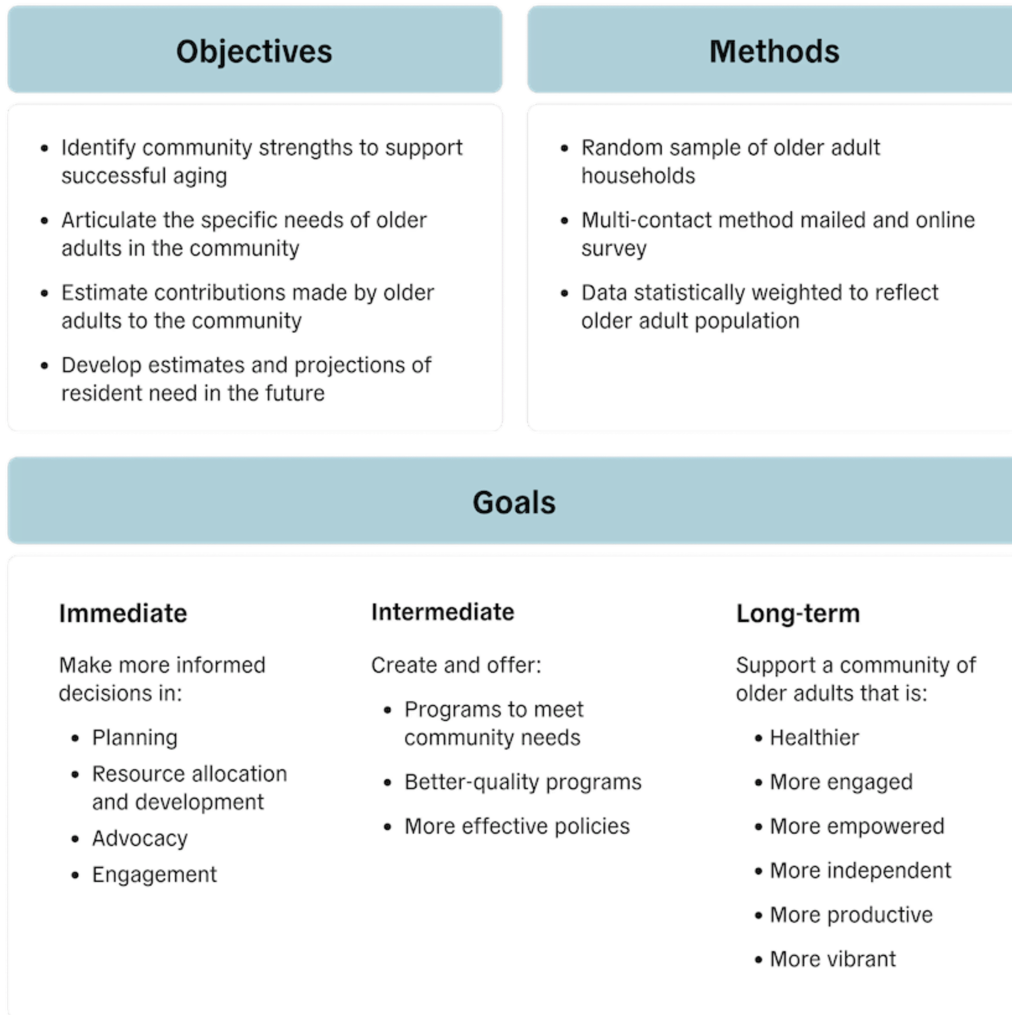 Objectives
• Identify community strengths to support
successful aging
• Articulate the specific needs of older
adults in the community
• Estimate contributions made by older
adults to the community
• Develop estimates and projections of
resident need in the future
Methods
• Random sample of older adult
households
• Multi-contact method mailed and online
survey
• Data statistically weighted to reflect
older adult population
Goals
Immediate
Make more informed
decisions in:
• Planning
• Resource allocation
and development
• Advocacy
• Engagement
Intermediate
Create and offer:
• Programs to meet
community needs
• Better-quality programs
• More effective policies
Long-term
Support a community of
older adults that is:
• Healthier
• More engaged
• More empowered
• More independent
• More productive
• More vibrant